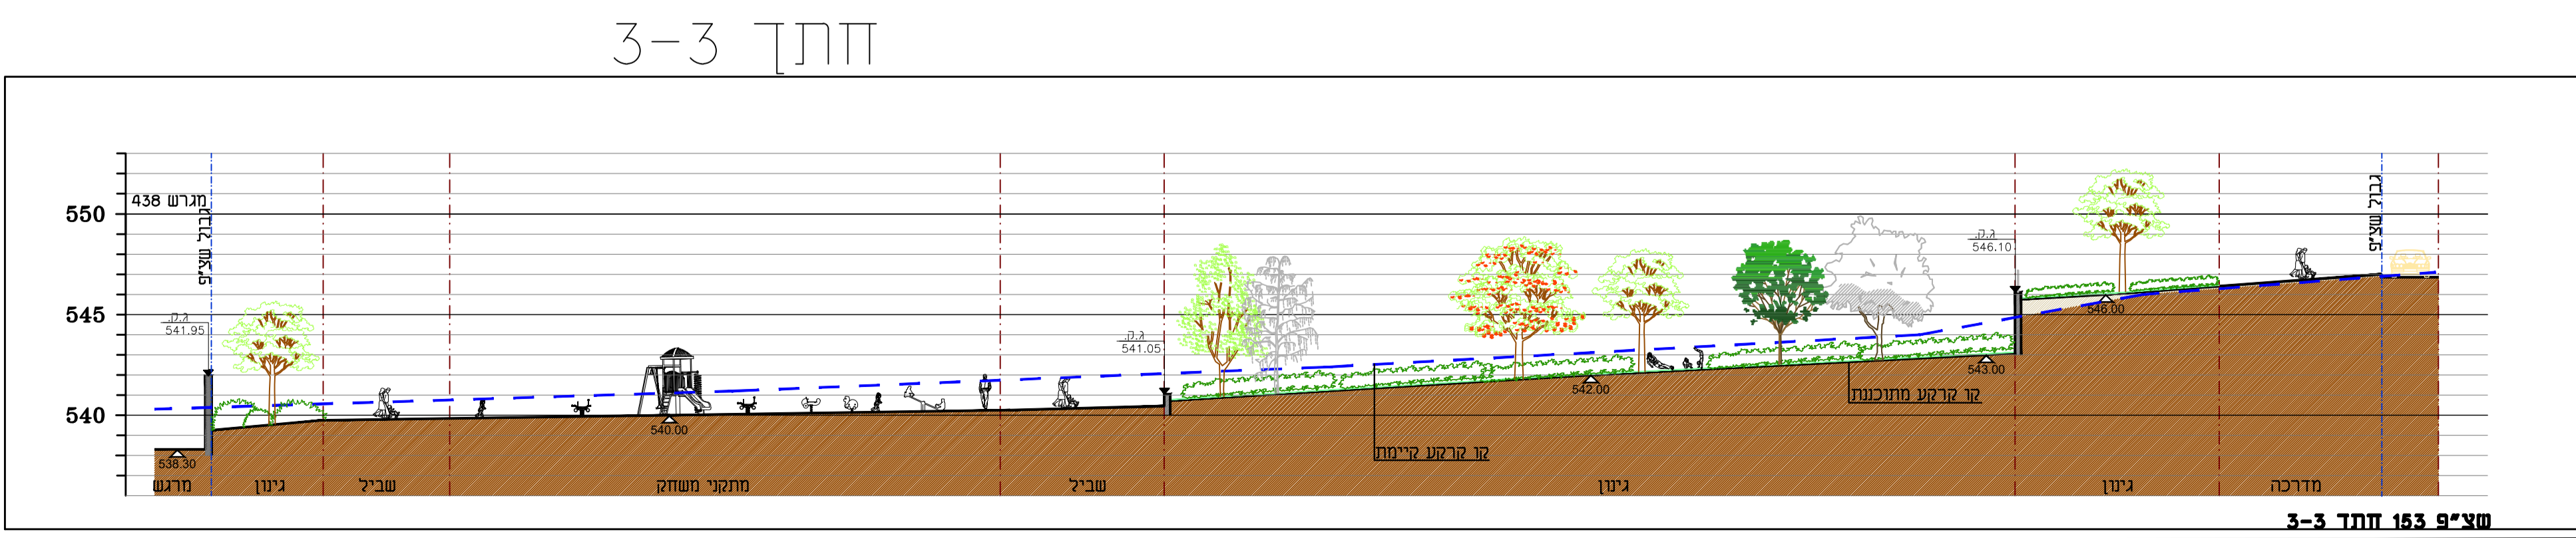 חתך 3-3
550
545
540
מגרש 438
גבול שצ"פ
ג.ק.
541.95
538.30
540.00
ג.ק.
541.05
542.00
543.00
ג.ק.
546.10
546.00
גבול שצ"פ
קו קרקע מתוכננת
קו קרקע קיימת
מרגש
גינון
שביל
מתקני משחק
שביל
גינון
גינון
מדרכה
שצ"פ 153 חתך 3-3